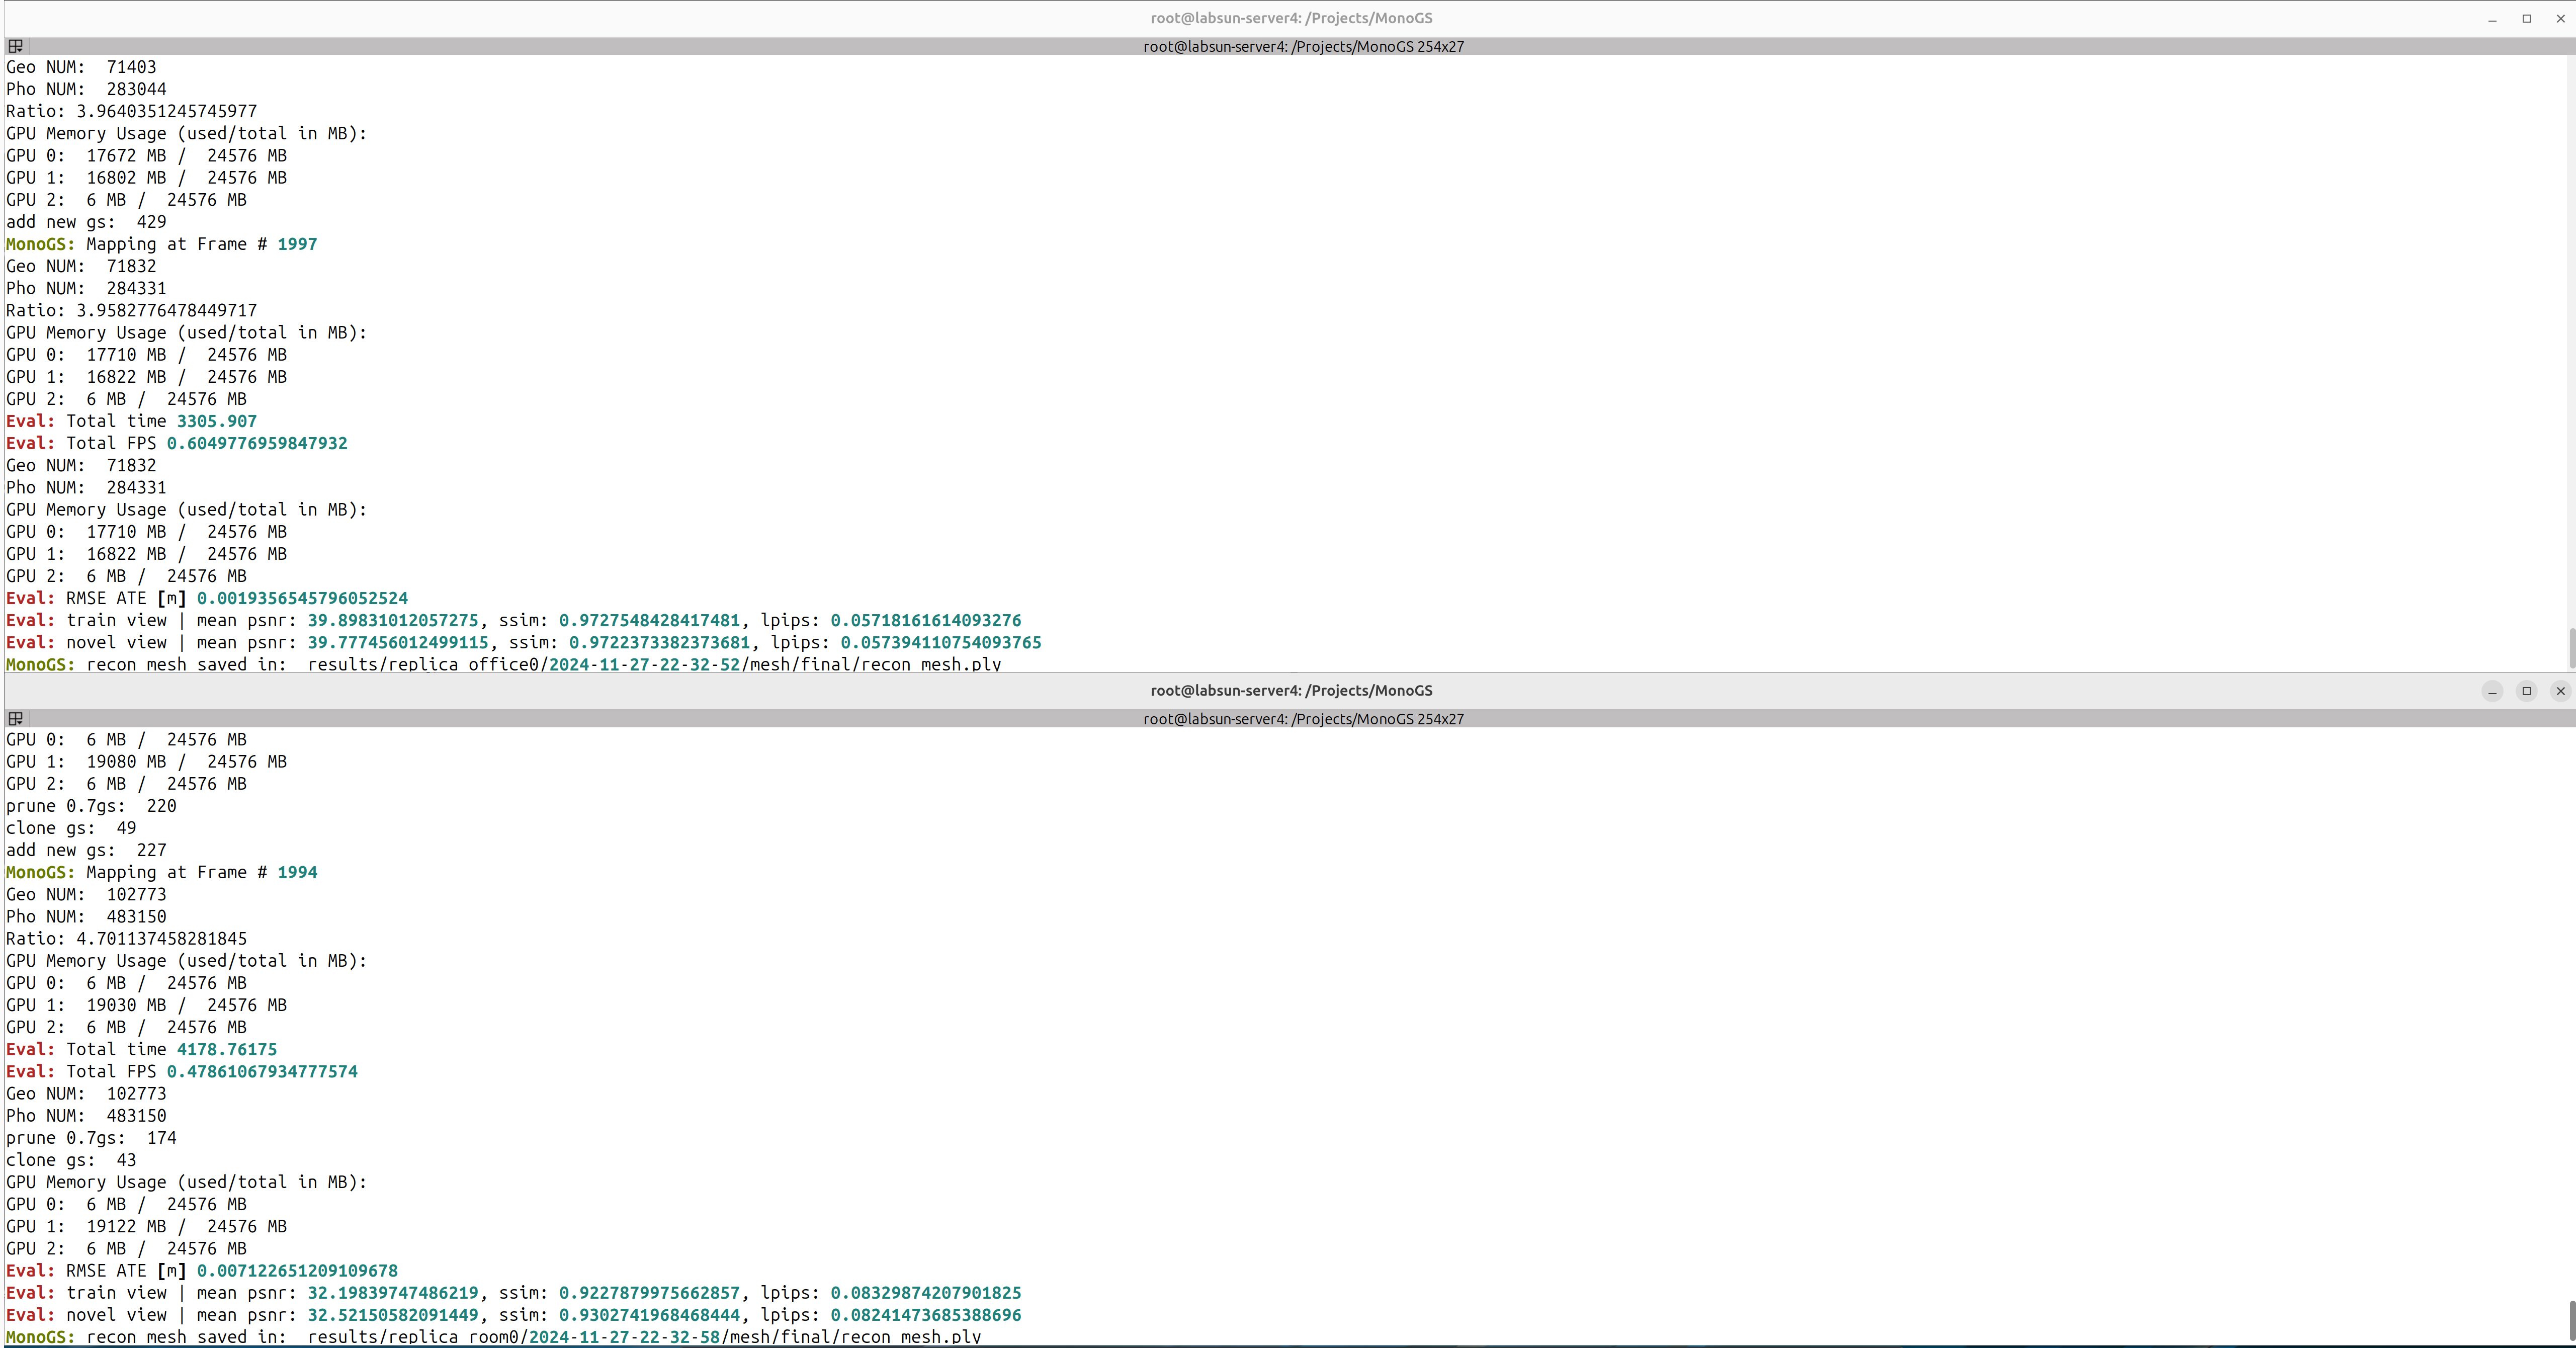 root@labsun-server4: /Projects/MonoGS
root@labsun-server4: /Projects/MonoGS 254x27
Geo NUM:  71403
Pho NUM:  283044
Ratio: 3.9640351245745977
GPU Memory Usage (used/total in MB):
GPU 0:  17672 MB /  24576 MB
GPU 1:  16802 MB /  24576 MB
GPU 2:  6 MB /  24576 MB
add new gs:  429
MonoGS: Mapping at Frame # 1997
Geo NUM:  71832
Pho NUM:  284331
Ratio: 3.9582776478449717
GPU Memory Usage (used/total in MB):
GPU 0:  17710 MB /  24576 MB
GPU 1:  16822 MB /  24576 MB
GPU 2:  6 MB /  24576 MB
Eval: Total time 3305.907
Eval: Total FPS 0.6049776959847932
Geo NUM:  71832
Pho NUM:  284331
GPU Memory Usage (used/total in MB):
GPU 0:  17710 MB /  24576 MB
GPU 1:  16822 MB /  24576 MB
GPU 2:  6 MB /  24576 MB
Eval: RMSE ATE [m] 0.0019356545796052524
Eval: train view | mean psnr: 39.89831012057275, ssim: 0.9727548428417481, lpips: 0.05718161614093276
Eval: novel view | mean psnr: 39.777456012499115, ssim: 0.9722373382373681, lpips: 0.057394110754093765
MonoGS: recon mesh saved in:  results/replica_office0/2024-11-27-22-32-52/mesh/final/recon_mesh.ply
root@labsun-server4: /Projects/MonoGS
root@labsun-server4: /Projects/MonoGS 254x27
GPU 0:  6 MB /  24576 MB
GPU 1:  19080 MB /  24576 MB
GPU 2:  6 MB /  24576 MB
prune 0.7gs:  220
clone gs:  49
add new gs:  227
MonoGS: Mapping at Frame # 1994
Geo NUM:  102773
Pho NUM:  483150
Ratio: 4.701137458281845
GPU Memory Usage (used/total in MB):
GPU 0:  6 MB /  24576 MB
GPU 1:  19030 MB /  24576 MB
GPU 2:  6 MB /  24576 MB
Eval: Total time 4178.76175
Eval: Total FPS 0.47861067934777574
Geo NUM:  102773
Pho NUM:  483150
prune 0.7gs:  174
clone gs:  43
GPU Memory Usage (used/total in MB):
GPU 0:  6 MB /  24576 MB
GPU 1:  19122 MB /  24576 MB
GPU 2:  6 MB /  24576 MB
Eval: RMSE ATE [m] 0.007122651209109678
Eval: train view | mean psnr: 32.19839747486219, ssim: 0.9227879975662857, lpips: 0.08329874207901825
Eval: novel view | mean psnr: 32.52150582091449, ssim: 0.9302741968468444, lpips: 0.08241473685388696
MonoGS: recon mesh saved in:  results/replica_room0/2024-11-27-22-32-58/mesh/final/recon_mesh.ply